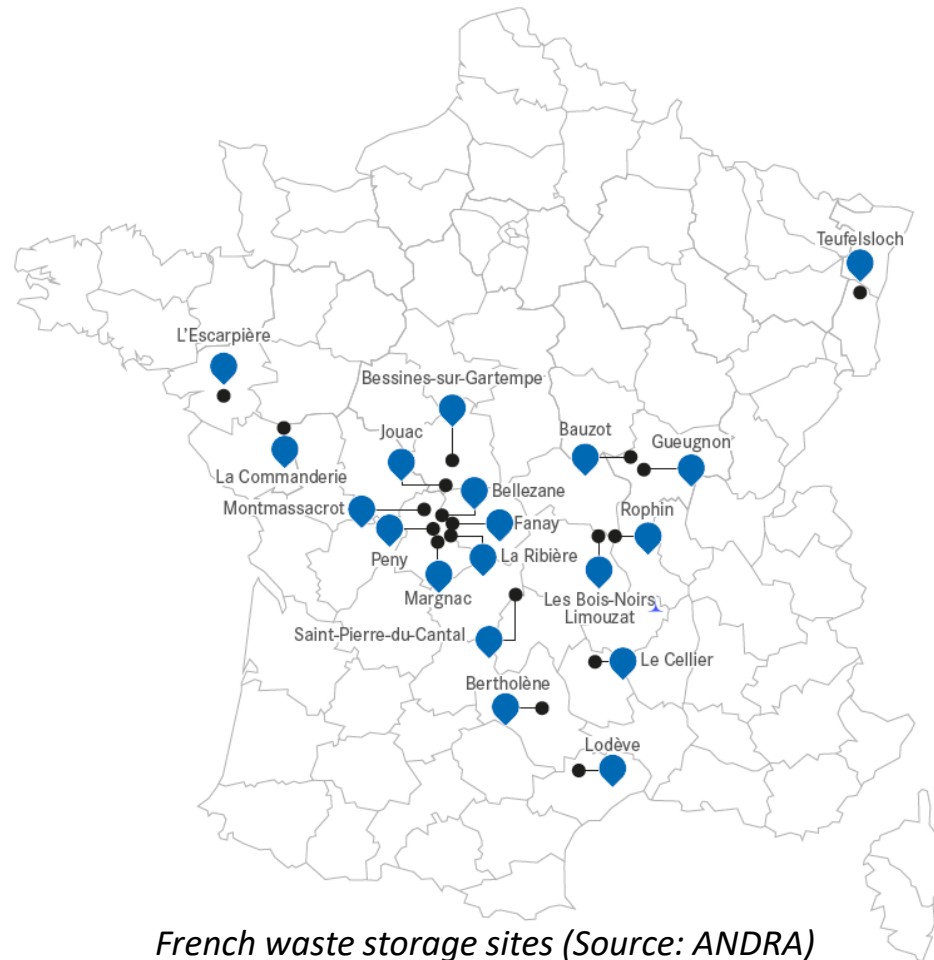 Teufelsloch
L'Escarpière
Bessines-sur-Gartempe
Jouac
Bauzot
Gueugnon
La Commanderie
Bellezane
Montmassacrot
Rophin
Fanay
Peny
La Ribière
Margnac
Les Bois-Noirs
Limouzat
Saint-Pierre-du-Cantal
Le Cellier
Bertholène
Lodève
French waste storage sites (Source: ANDRA)